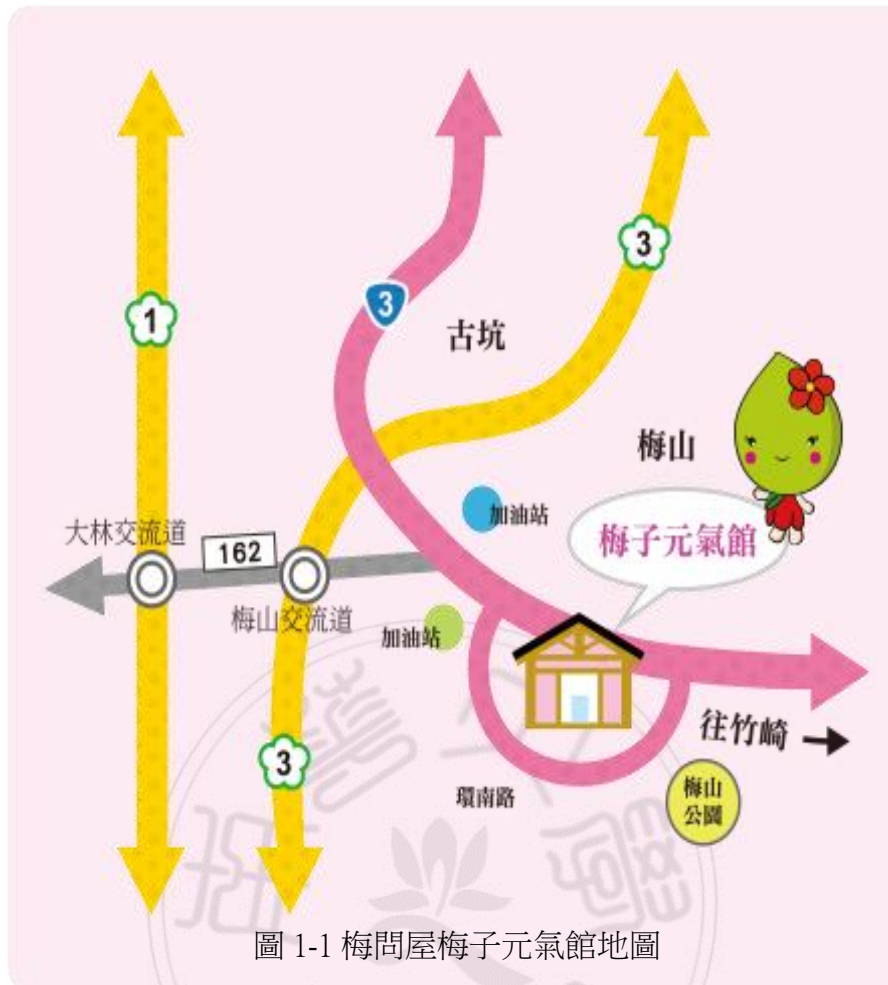 3
1
3
古坑
梅山
梅子元氣館
加油站
大林交流道
162
梅山交流道
加油站
往竹崎
3
環南路
梅山
公園
圖 1-1 梅問屋梅子元氣館地圖